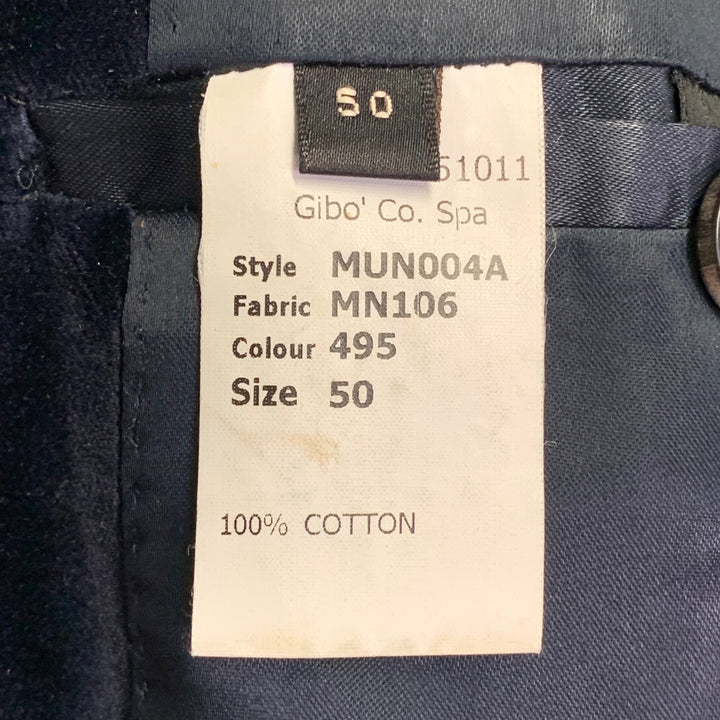 50
51011
Gibo' Co. Spa
Style MUN004A
Fabric MN106
Colour 495
Size 50
100% COTTON